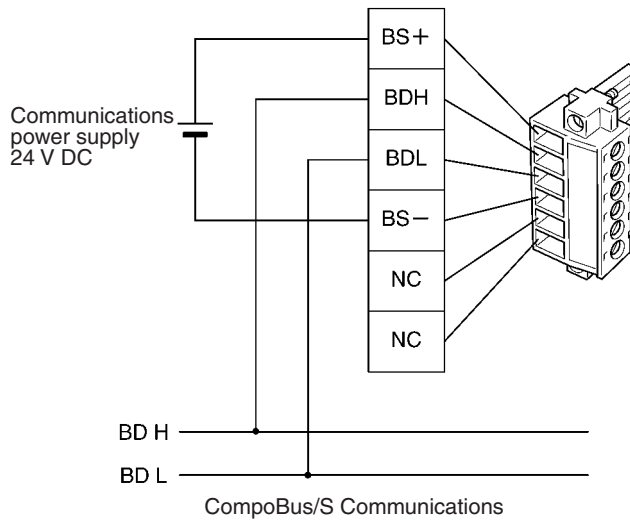 BS+
BDH
Communications
power supply
24 V DC
BDL
BS−
NC
NC
BD H
BD L
CompoBus/S Communications